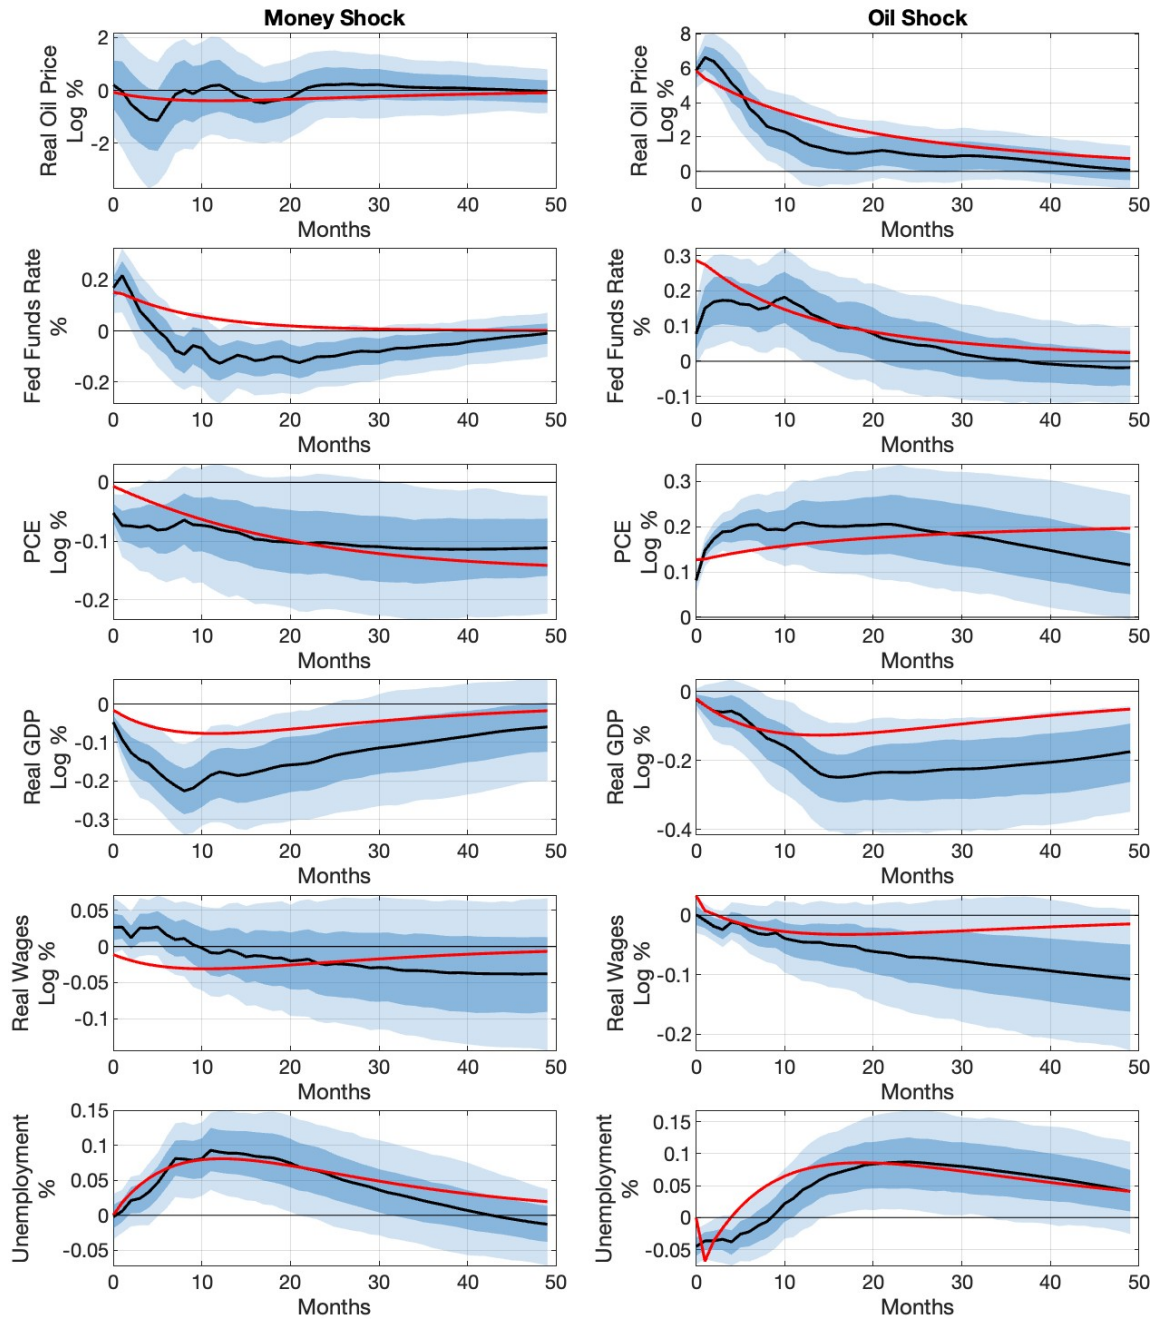 Money Shock
Real Oil Price
Log %
2
0
-2
0 10 20 30 40 50
Months
Oil Shock
Real Oil Price
Log %
8
6
4
2
0
0 10 20 30 40 50
Months
Fed Funds Rate
%
0.2
0
-0.2
0 10 20 30 40 50
Months
Fed Funds Rate
%
0.3
0.2
0.1
0
-0.1
0 10 20 30 40 50
Months
PCE
Log %
0
-0.1
-0.2
0 10 20 30 40 50
Months
PCE
Log %
0.3
0.2
0.1
0
0 10 20 30 40 50
Months
Real GDP
Log %
0
-0.1
-0.2
-0.3
0 10 20 30 40 50
Months
Real GDP
Log %
0
-0.2
-0.4
0 10 20 30 40 50
Months
Real Wages
Log %
0.05
0
-0.05
-0.1
0 10 20 30 40 50
Months
Real Wages
Log %
0
-0.1
-0.2
0 10 20 30 40 50
Months
Unemployment
%
0.15
0.1
0.05
0
-0.05
0 10 20 30 40 50
Months
Unemployment
%
0.15
0.1
0.05
0
-0.05
0 10 20 30 40 50
Months